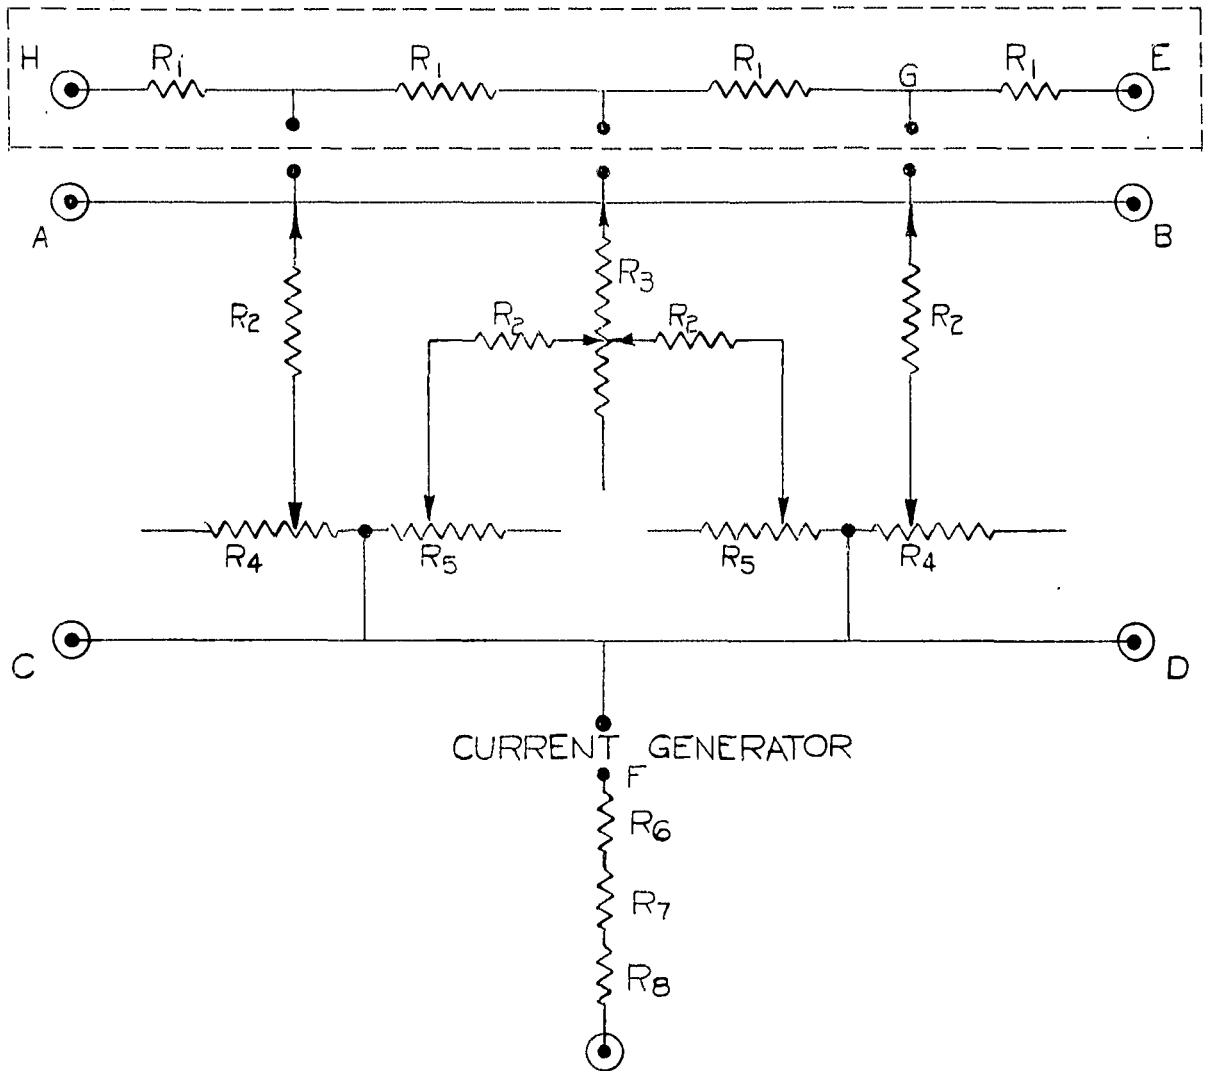 H R1 R1 R1 G R1 E
A B
R2 R3 R2
R2 R2
R4 R5 R5 R4
C D
CURRENT GENERATOR
F
R6
R7
R8